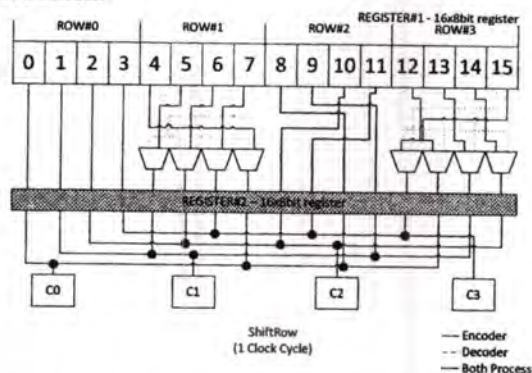 REGISTER#1 - 16x8bit register
ROW#0 ROW#1 ROW#2 ROW#3
0 1 2 3 4 5 6 7 8 9 10 11 12 13 14 15
REGISTER#2 - 16x8bit register
C0 C1 C2 C3
ShiftRow
(1 Clock Cycle)
Encoder
Decoder
Both Process